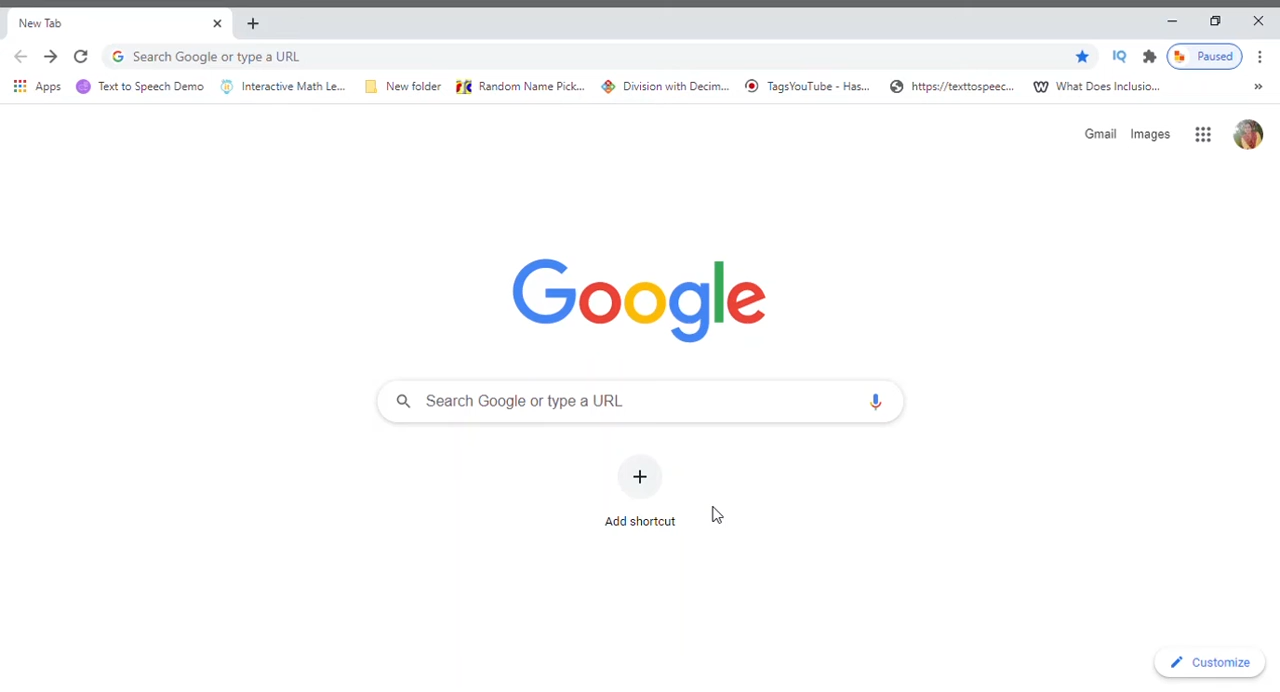 New Tab
Search Google or type a URL
IQ
Paused
Apps
Text to Speech Demo
Interactive Math Le...
New folder
Random Name Pick...
Division with Decim...
TagsYouTube - Has...
https://texttospeec...
What Does Inclusio...
Gmail
Images
Google
Search Google or type a URL
Add shortcut
Customize